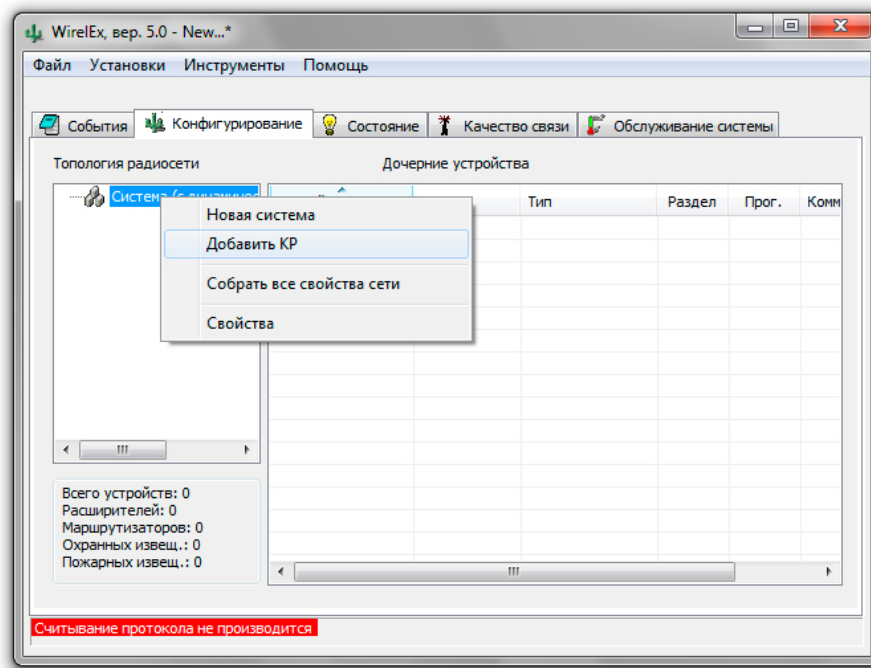 WirelEx, вер. 5.0 - New...*
Файл Установки Инструменты Помощь
События Конфигурирование Состояние Качество связи Обслуживание системы
Топология радиосети Дочерние устройства
Система (с
Тип Раздел Прог.
Новая система
Добавить КР
Собрать все свойства сети
Свойства
Всего устройств: 0
Расширителей: 0
Маршрутизаторов: 0
Охранных извещ.: 0
Пожарных извещ.: 0
Считывание протокола не производится